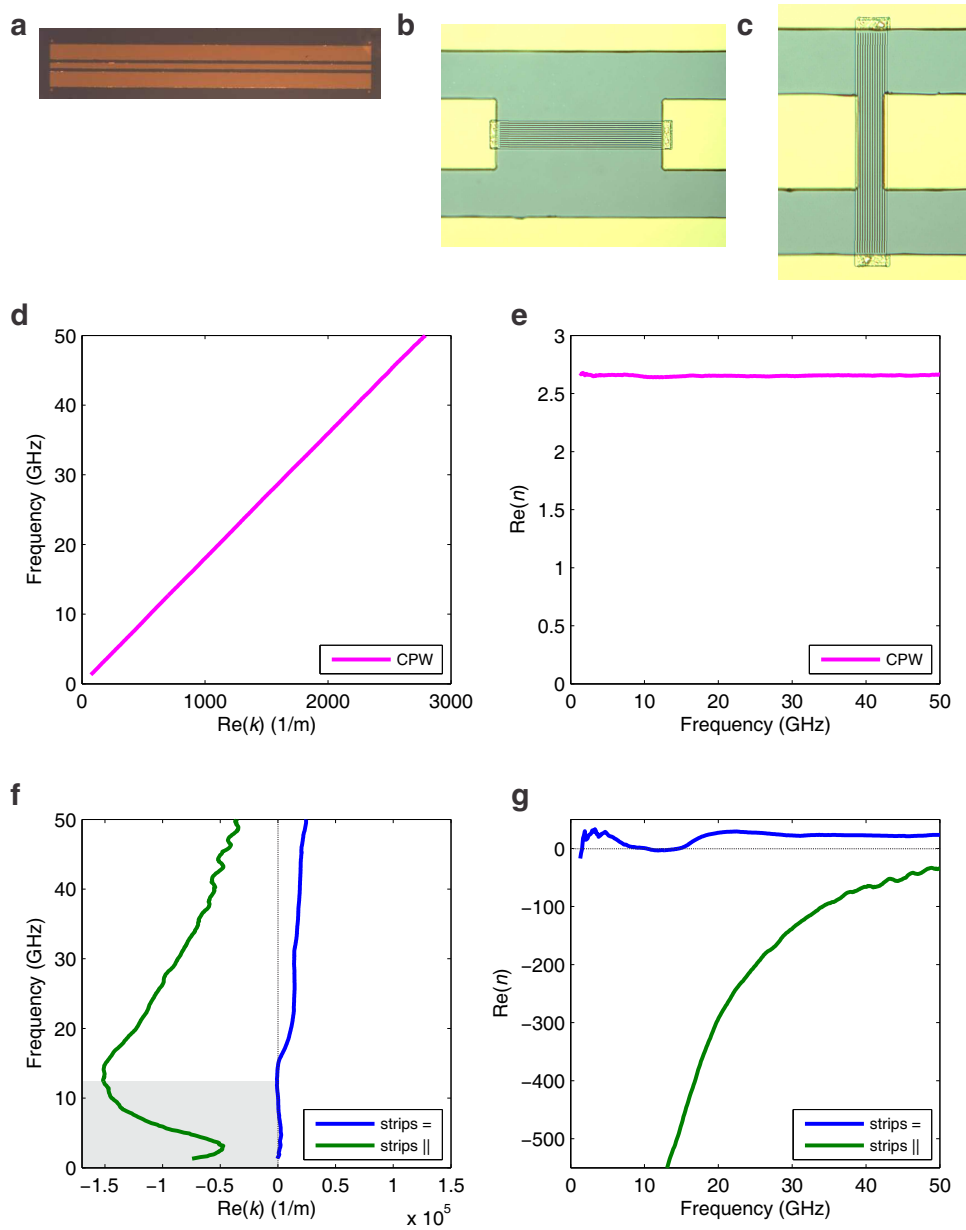 a
b
c
d
50
40
30
20
10
0
Frequency (GHz)
0 1000 2000 3000
Re(k) (1/m)
CPW
e
3
2.5
2
1.5
1
0.5
0
Re(n)
0 10 20 30 40 50
Frequency (GHz)
CPW
f
50
40
30
20
10
0
Frequency (GHz)
−1.5 −1 −0.5 0 0.5 1 1.5
Re(k) (1/m)
x 10^5
strips =
strips ||
g
0
−100
−200
−300
−400
−500
Re(n)
0 10 20 30 40 50
Frequency (GHz)
strips =
strips ||